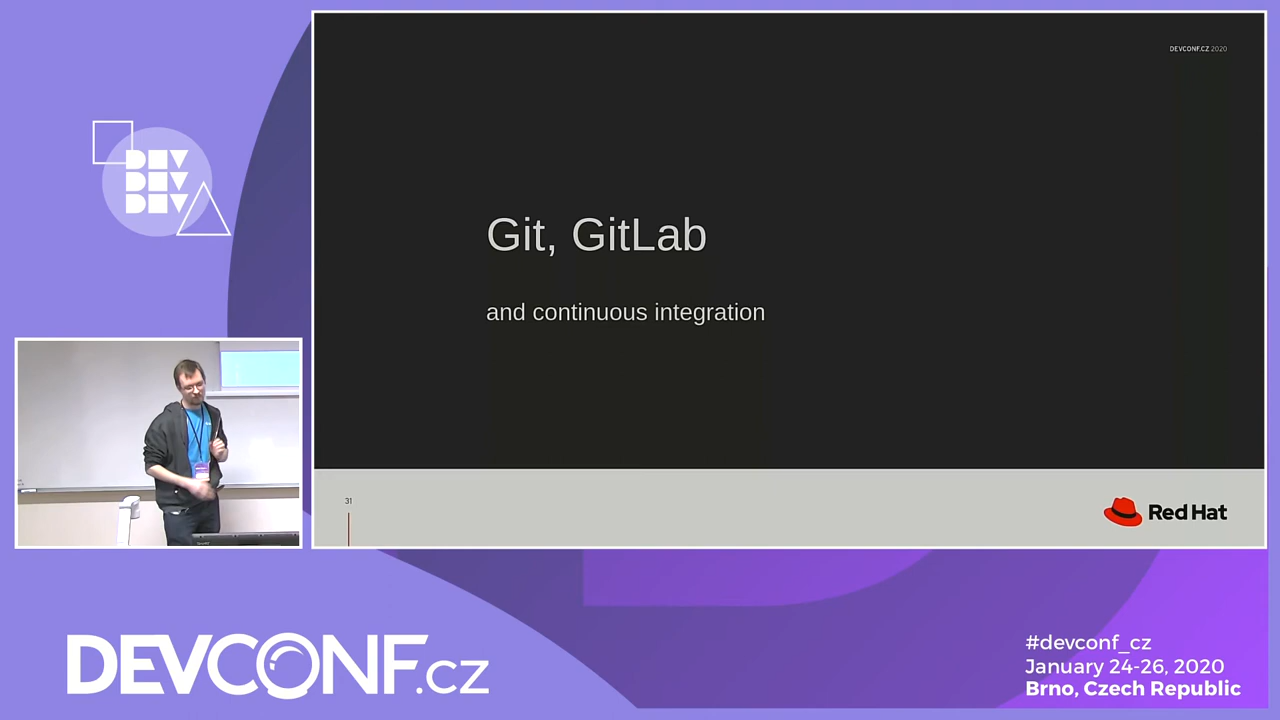 DEVCONF.CZ 2020
DEV
DEV
DEV
Git, GitLab
and continuous integration
31
Red Hat
DEVCONF.cz
#devconf_cz
January 24-26, 2020
Brno, Czech Republic